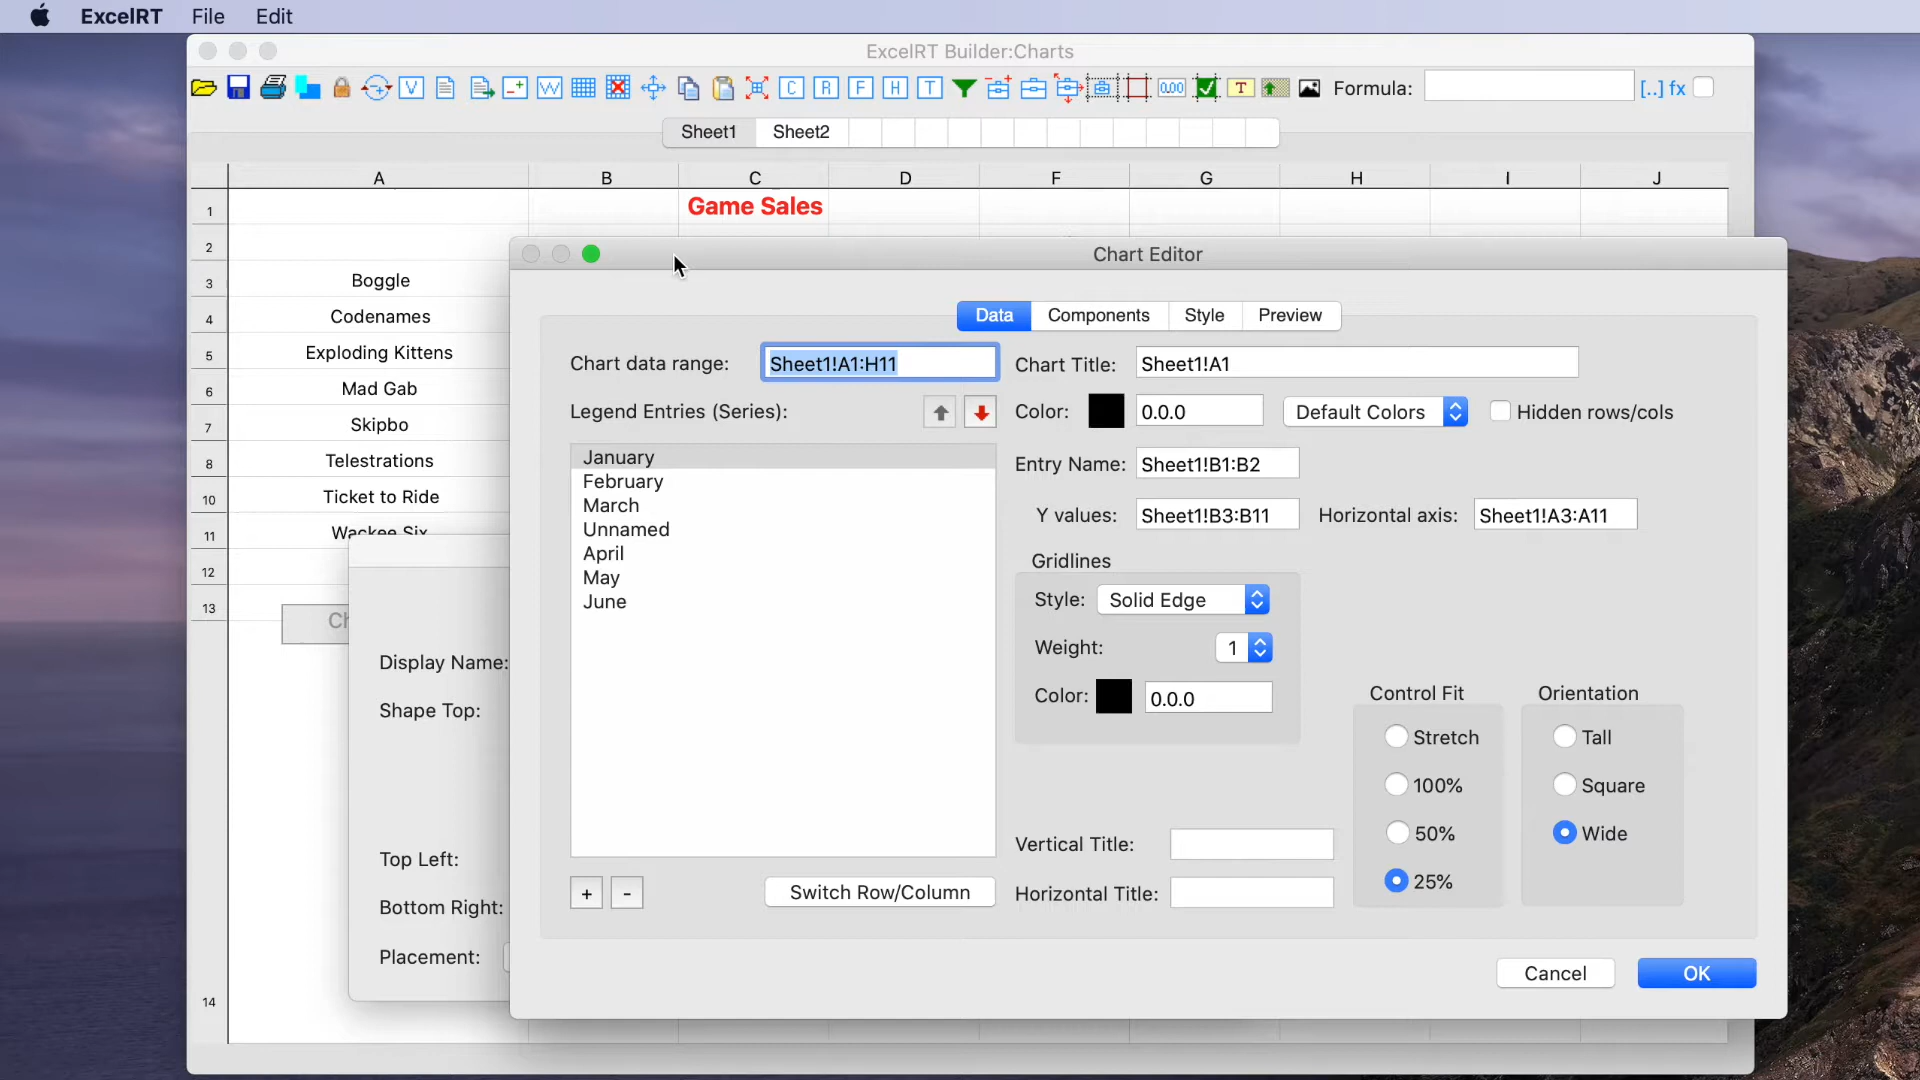 ExcelRT File Edit
ExcelRT Builder:Charts
V W C R F H T 0.00 T Formula: [..] fx
Sheet1 Sheet2
A B C D F G H I J
1 Game Sales
2
Chart Editor
3 Boggle
4 Codenames
Data Components Style Preview
5 Exploding Kittens
Chart data range: Sheet1!A1:H11 Chart Title: Sheet1!A1
6 Mad Gab
Legend Entries (Series): Color: 0.0.0 Default Colors Hidden rows/cols
7 Skipbo
January Entry Name: Sheet1!B1:B2
8 Telestrations
February
10 Ticket to Ride
March Y values: Sheet1!B3:B11 Horizontal axis: Sheet1!A3:A11
11 Wackee Six
Unnamed
April Gridlines
12
May
June Style: Solid Edge
13 Ch
Weight: 1
Display Name:
Color: 0.0.0 Control Fit Orientation
Shape Top:
Stretch Tall
100% Square
50% Wide
Vertical Title:
Top Left:
25%
+ - Switch Row/Column Horizontal Title:
Bottom Right:
Placement:
Cancel OK
14